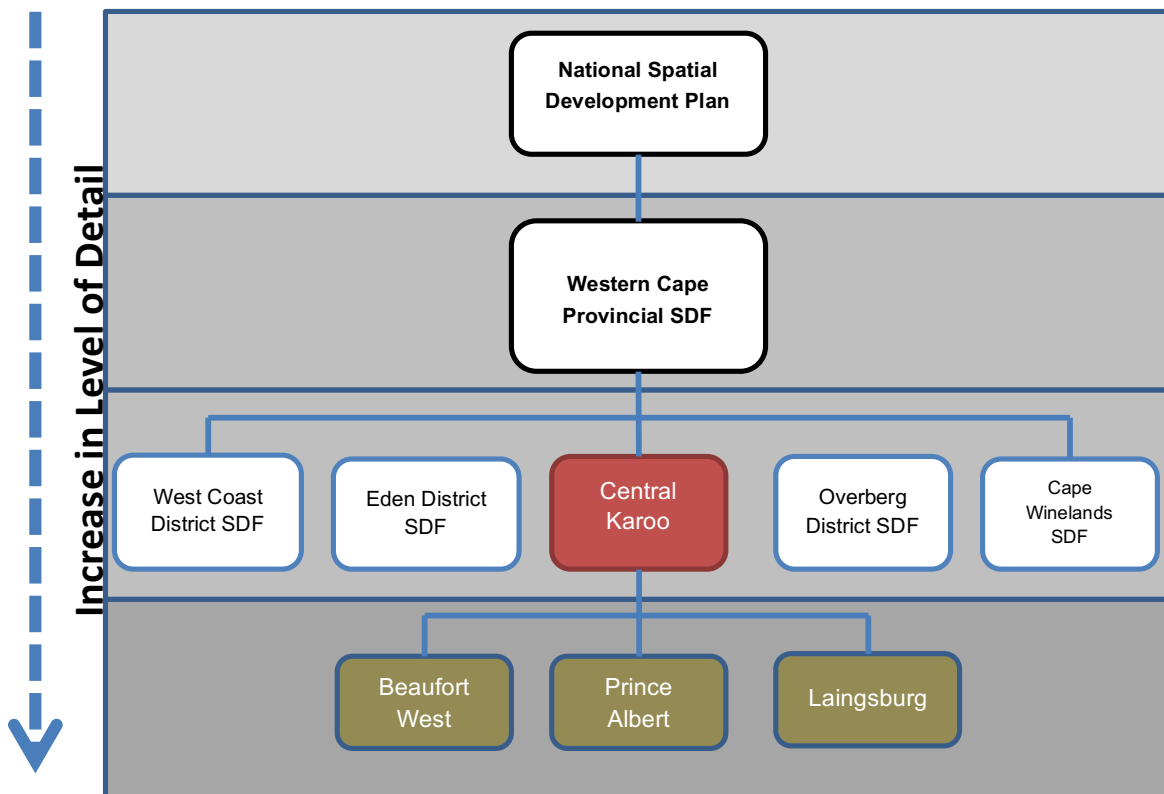 National Spatial
Development Plan
Increase in Level of Detail
Western Cape
Provincial SDF
West Coast
District SDF
Eden District
SDF
Central
Karoo
Overberg
District SDF
Cape
Winelands
SDF
Beaufort
West
Prince
Albert
Laingsburg